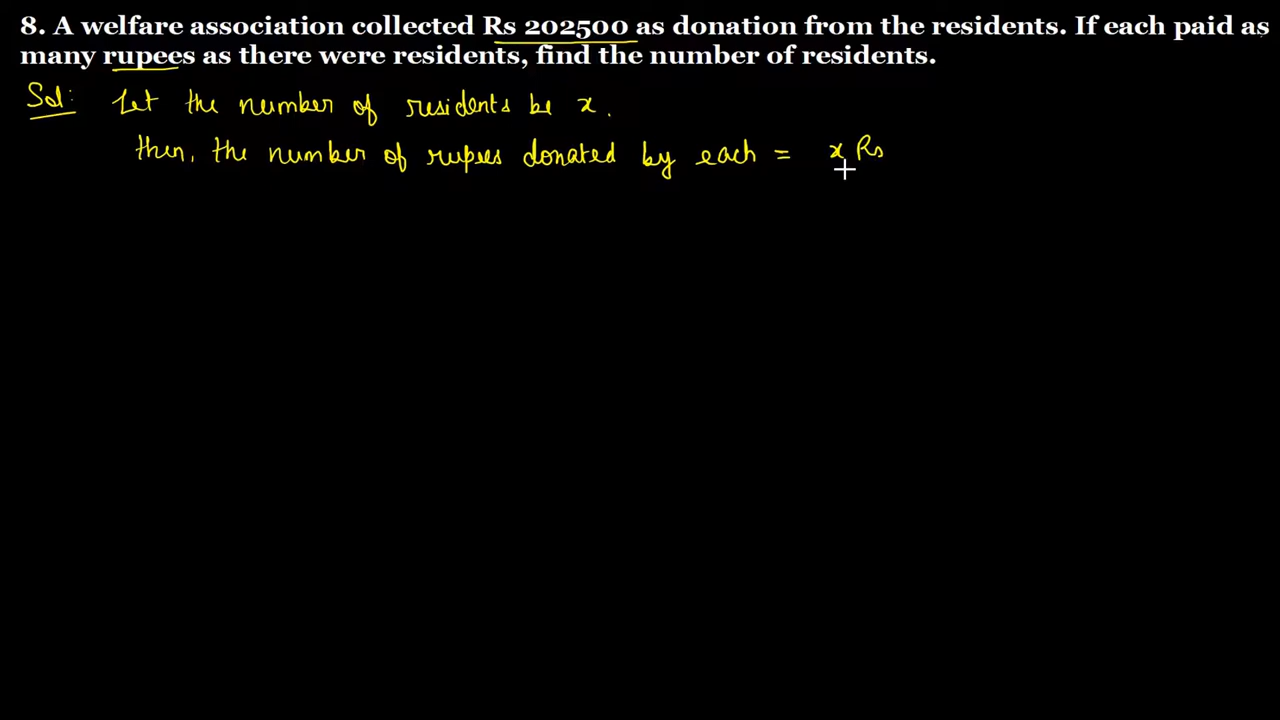 8. A welfare association collected Rs 202500 as donation from the residents. If each paid as
many rupees as there were residents, find the number of residents.
Sol: Let the number of residents be x.
then, the number of rupees donated by each = x Rs